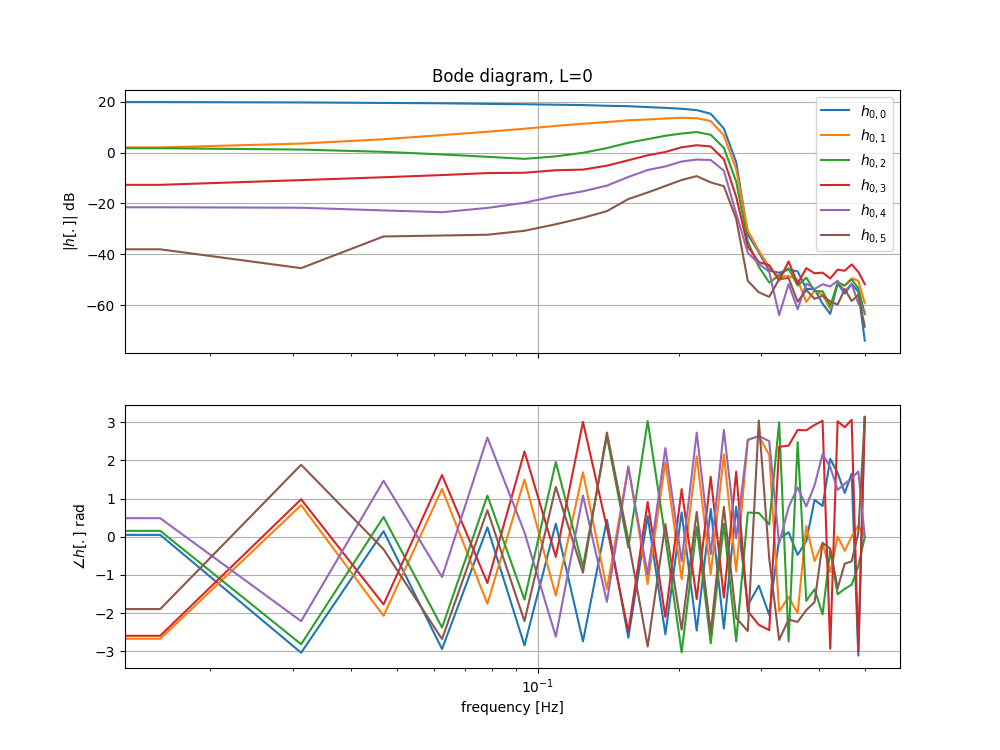 Bode diagram, L=0
|h[.]| dB
20
0
−20
−40
−60
h0,0
h0,1
h0,2
h0,3
h0,4
h0,5
∠h[.] rad
3
2
1
0
−1
−2
−3
10−1
frequency [Hz]